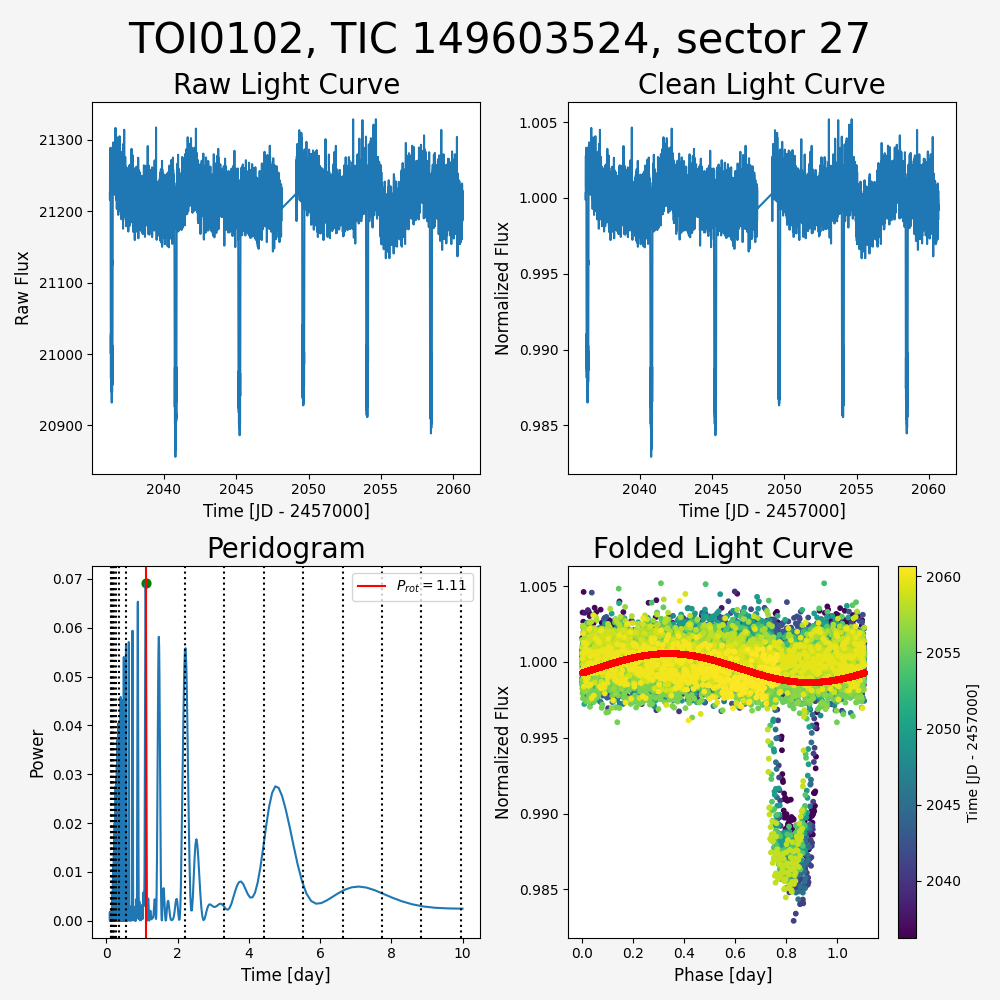 TOI0102, TIC 149603524, sector 27
Raw Light Curve
Clean Light Curve
21300
21200
21100
21000
20900
Raw Flux
2040 2045 2050 2055 2060
Time [JD - 2457000]
1.005
1.000
0.995
0.990
0.985
Normalized Flux
2040 2045 2050 2055 2060
Time [JD - 2457000]
Peridogram
Folded Light Curve
0.07
0.06
0.05
0.04
0.03
0.02
0.01
0.00
Power
P_rot = 1.11
0 2 4 6 8 10
Time [day]
1.005
1.000
0.995
0.990
0.985
Normalized Flux
0.0 0.2 0.4 0.6 0.8 1.0
Phase [day]
2060
2055
2050
2045
2040
Time [JD - 2457000]